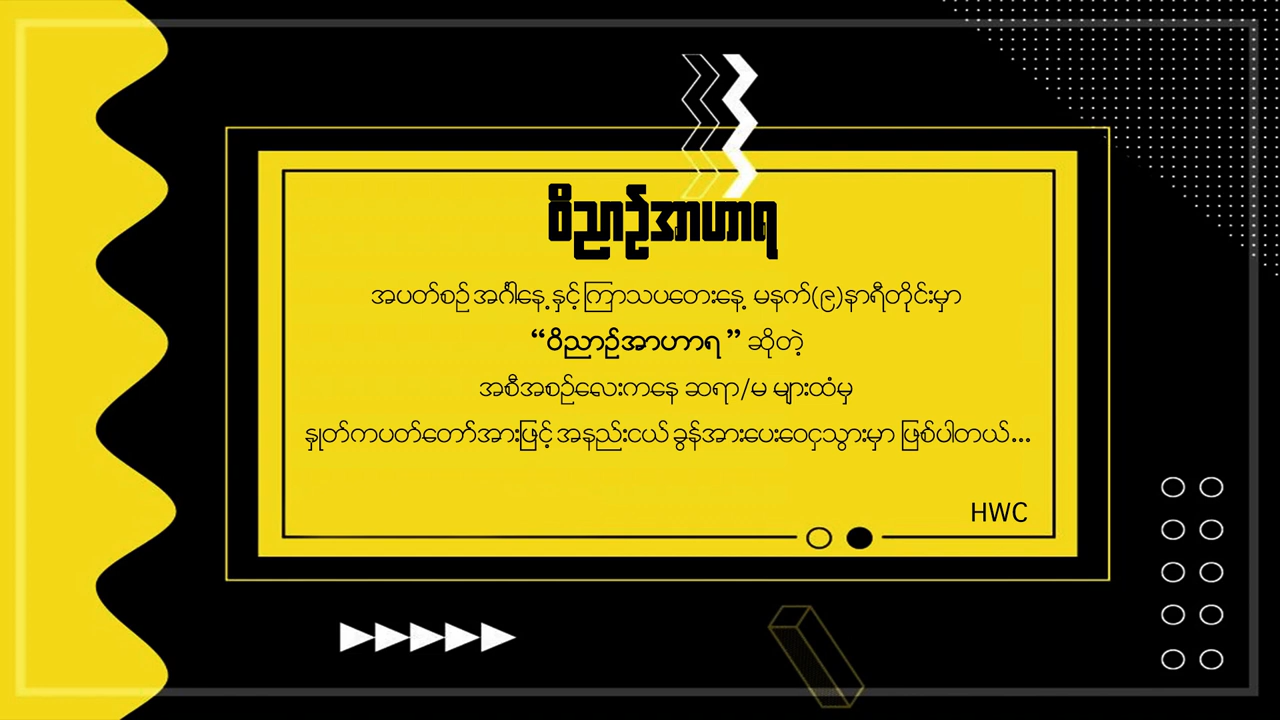 ဝိညာဉ်အာဟာရ
အပတ်စဉ် အင်္ဂါနေ့ နှင့် ကြာသပတေးနေ့ မနက်(၉)နာရီတိုင်းမှာ
“ဝိညာဉ်အာဟာရ” ဆိုတဲ့
အစီအစဉ်လေးကနေ ဆရာ/မ များထံမှ
နှုတ်ကပတ်တော်အားဖြင့် အနည်းငယ် ခွန်အားပေးဝေငှသွားမှာ ဖြစ်ပါတယ်...
HWC